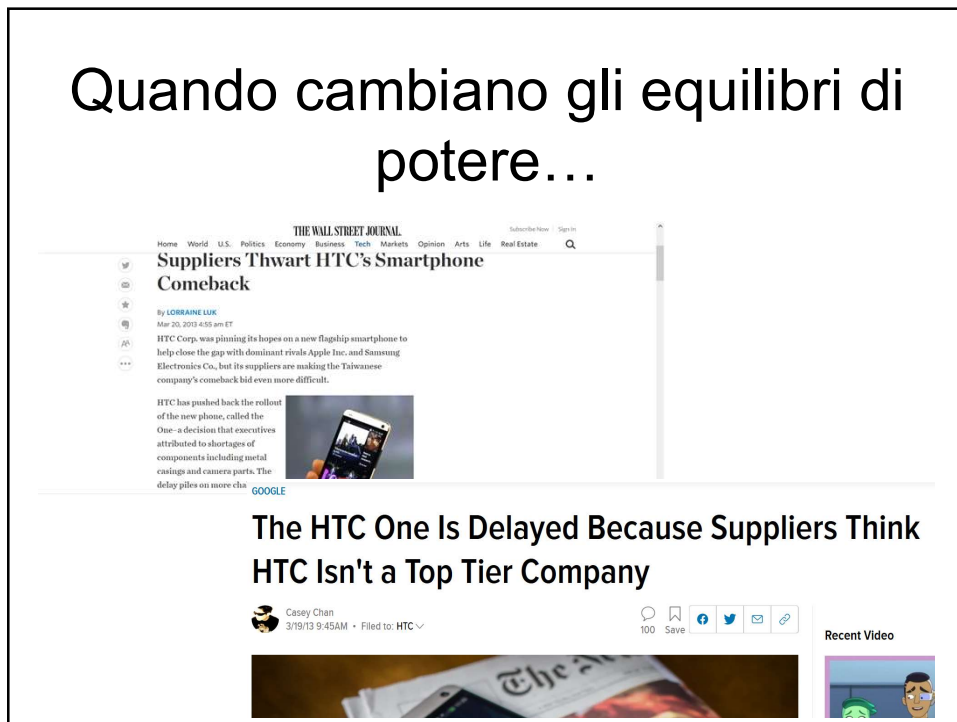 Quando cambiano gli equilibri di
potere…
THE WALL STREET JOURNAL.
Subscribe Now Sign In
Home World U.S. Politics Economy Business Tech Markets Opinion Arts Life Real Estate
Suppliers Thwart HTC's Smartphone
Comeback
By LORRAINE LUK
Mar 20, 2013 4:55 am ET
HTC Corp. was pinning its hopes on a new flagship smartphone to
help close the gap with dominant rivals Apple Inc. and Samsung
Electronics Co., but its suppliers are making the Taiwanese
company's comeback bid even more difficult.
HTC has pushed back the rollout
of the new phone, called the
One–a decision that executives
attributed to shortages of
components including metal
casings and camera parts. The
delay piles on more cha
GOOGLE
The HTC One Is Delayed Because Suppliers Think
HTC Isn't a Top Tier Company
Casey Chan
3/19/13 9:45AM • Filed to: HTC
100 Save
Recent Video
The